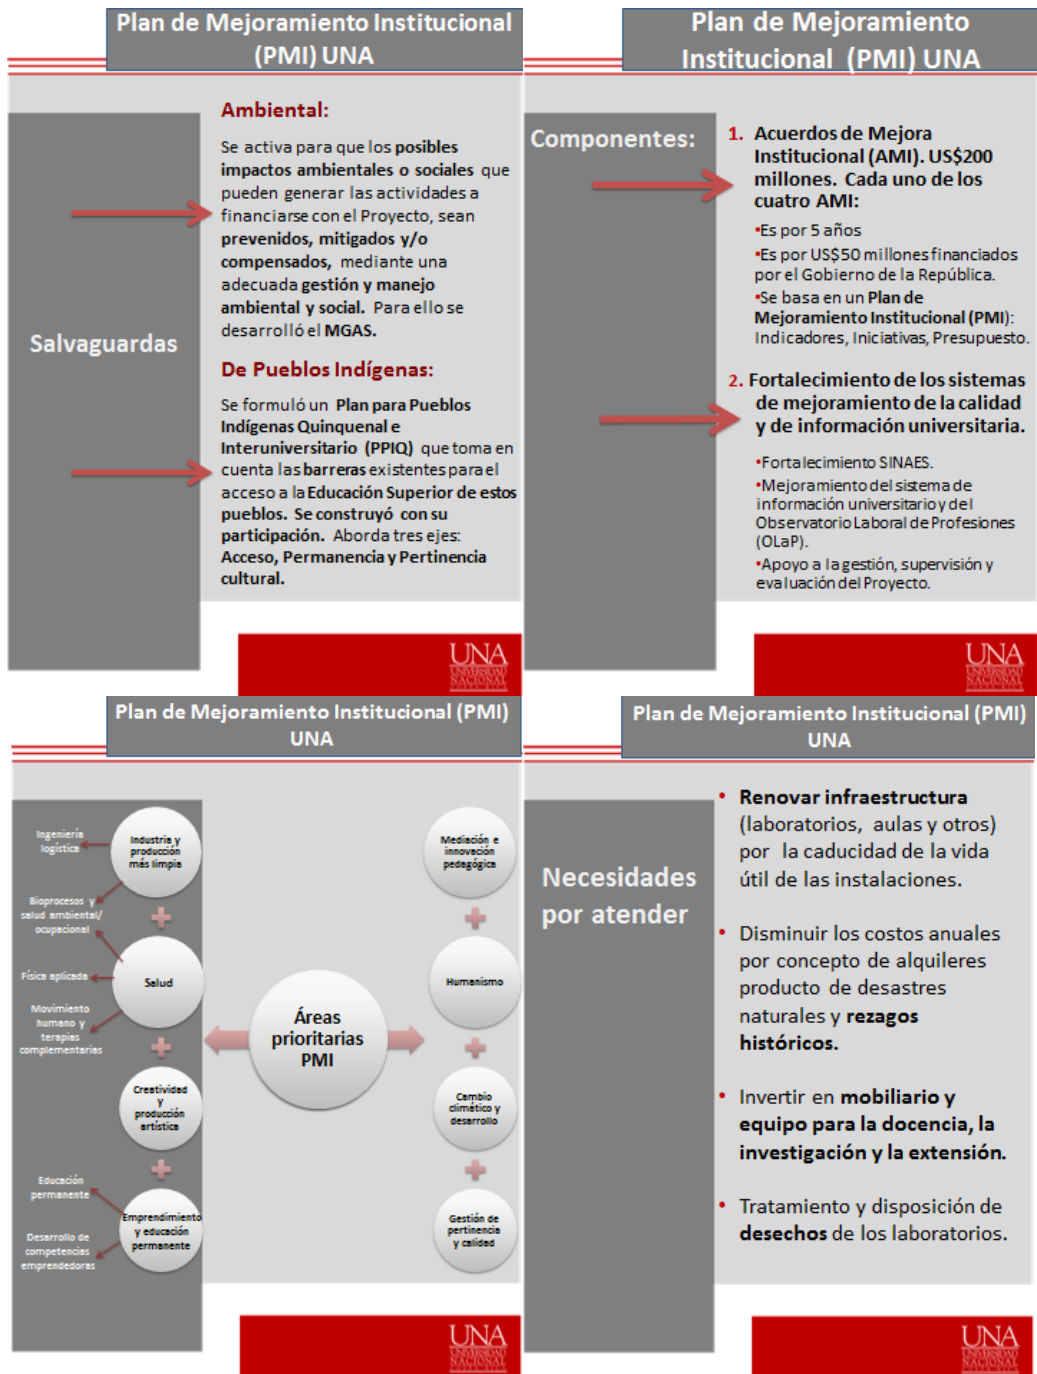 Plan de Mejoramiento Institucional
(PMI) UNA
Salvaguardas
Ambiental:
Se activa para que los posibles
impactos ambientales o sociales que
pueden generar las actividades a
financiarse con el Proyecto, sean
prevenidos, mitigados y/o
compensados, mediante una
adecuada gestión y manejo
ambiental y social. Para ello se
desarrolló el MGAS.
De Pueblos Indígenas:
Se formuló un Plan para Pueblos
Indígenas Quinquenal e
Interuniversitario (PPIQ) que toma en
cuenta las barreras existentes para el
acceso a la Educación Superior de estos
pueblos. Se construyó con su
participación. Aborda tres ejes:
Acceso, Permanencia y Pertinencia
cultural.
UNA
UNIVERSIDAD
NACIONAL
Plan de Mejoramiento
Institucional (PMI) UNA
Componentes:
1. Acuerdos de Mejora
Institucional (AMI). US$200
millones. Cada uno de los
cuatro AMI:
•Es por 5 años
•Es por US$50 millones financiados
por el Gobierno de la República.
•Se basa en un Plan de
Mejoramiento Institucional (PMI):
Indicadores, Iniciativas, Presupuesto.
2. Fortalecimiento de los sistemas
de mejoramiento de la calidad
y de información universitaria.
•Fortalecimiento SINAES.
•Mejoramiento del sistema de
información universitario y del
Observatorio Laboral de Profesiones
(OLaP).
•Apoyo a la gestión, supervisión y
evaluación del Proyecto.
UNA
UNIVERSIDAD
NACIONAL
Plan de Mejoramiento Institucional (PMI)
UNA
Ingeniería
logística
Bioprocesos y
salud ambiental/
ocupacional
Física aplicada
Movimiento
humano y
terapias
complementarias
Educación
permanente
Desarrollo de
competencias
emprendedoras
Industria y
producción
más limpia
Salud
Creatividad
y
producción
artística
Emprendimiento
y educación
permanente
Áreas
prioritarias
PMI
Mediación e
innovación
pedagógica
Humanismo
Cambio
climático y
desarrollo
Gestión de
pertinencia
y calidad
UNA
UNIVERSIDAD
NACIONAL
Plan de Mejoramiento Institucional (PMI)
UNA
Necesidades
por atender
• Renovar infraestructura
(laboratorios, aulas y otros)
por la caducidad de la vida
útil de las instalaciones.
• Disminuir los costos anuales
por concepto de alquileres
producto de desastres
naturales y rezagos
históricos.
• Invertir en mobiliario y
equipo para la docencia, la
investigación y la extensión.
• Tratamiento y disposición de
desechos de los laboratorios.
UNA
UNIVERSIDAD
NACIONAL